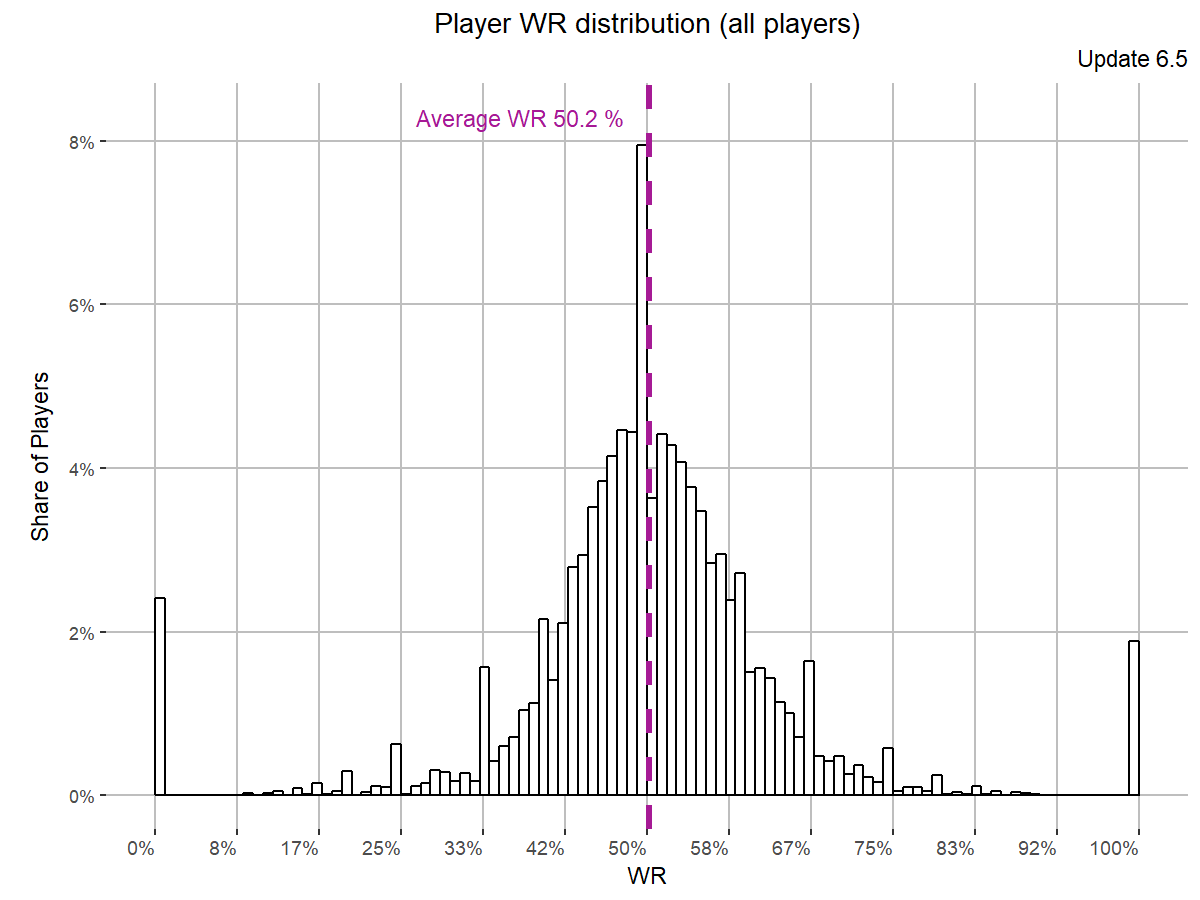 Player WR distribution (all players)
Update 6.5
Average WR 50.2 %
8%
6%
4%
2%
0%
Share of Players
0% 8% 17% 25% 33% 42% 50% 58% 67% 75% 83% 92% 100%
WR